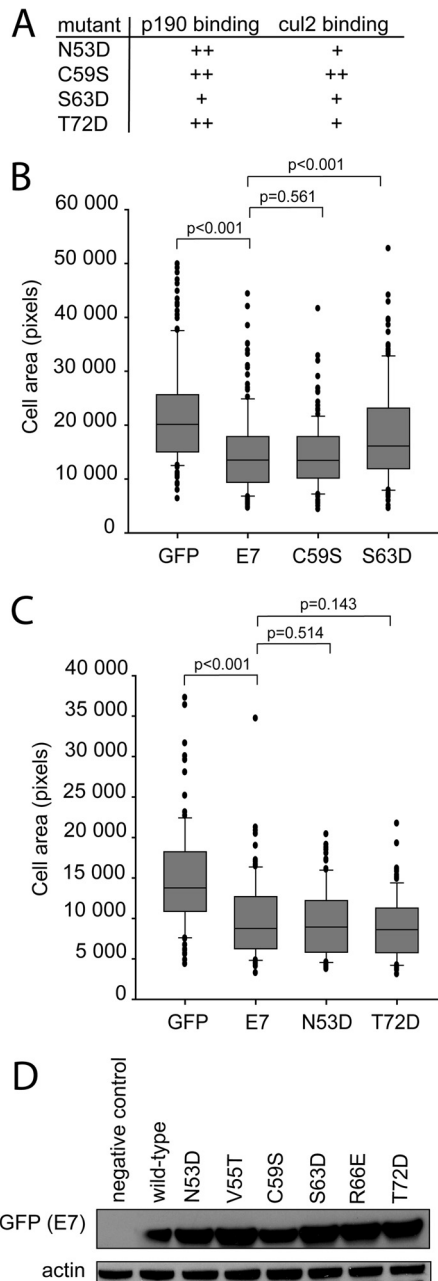 A
mutant p190 binding cul2 binding
N53D ++ +
C59S ++ ++
S63D + +
T72D ++ +
B
p<0.001
p=0.561
p<0.001
60 000
50 000
40 000
30 000
20 000
10 000
0
Cell area (pixels)
GFP E7 C59S S63D
C
p=0.143
p=0.514
p<0.001
40 000
35 000
30 000
25 000
20 000
15 000
10 000
5 000
0
Cell area (pixels)
GFP E7 N53D T72D
D
negative control
wild-type
N53D
V55T
C59S
S63D
R66E
T72D
GFP (E7)
actin